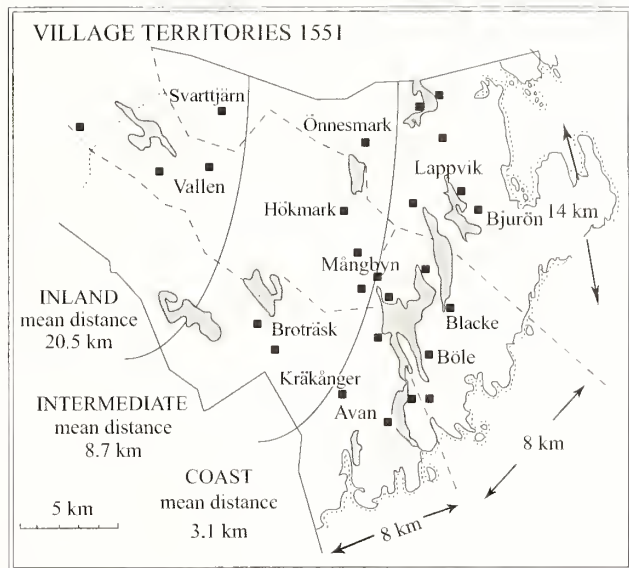 VILLAGE TERRITORIES 1551
Svarttjärn
Önnesmark
Vallen
Lappvik
Hökmark
Bjurön
14 km
Mångbyn
INLAND
mean distance
20.5 km
Blacke
Broträsk
Böle
Kräkånger
INTERMEDIATE
mean distance
8.7 km
Avan
8 km
COAST
mean distance
3.1 km
5 km
8 km